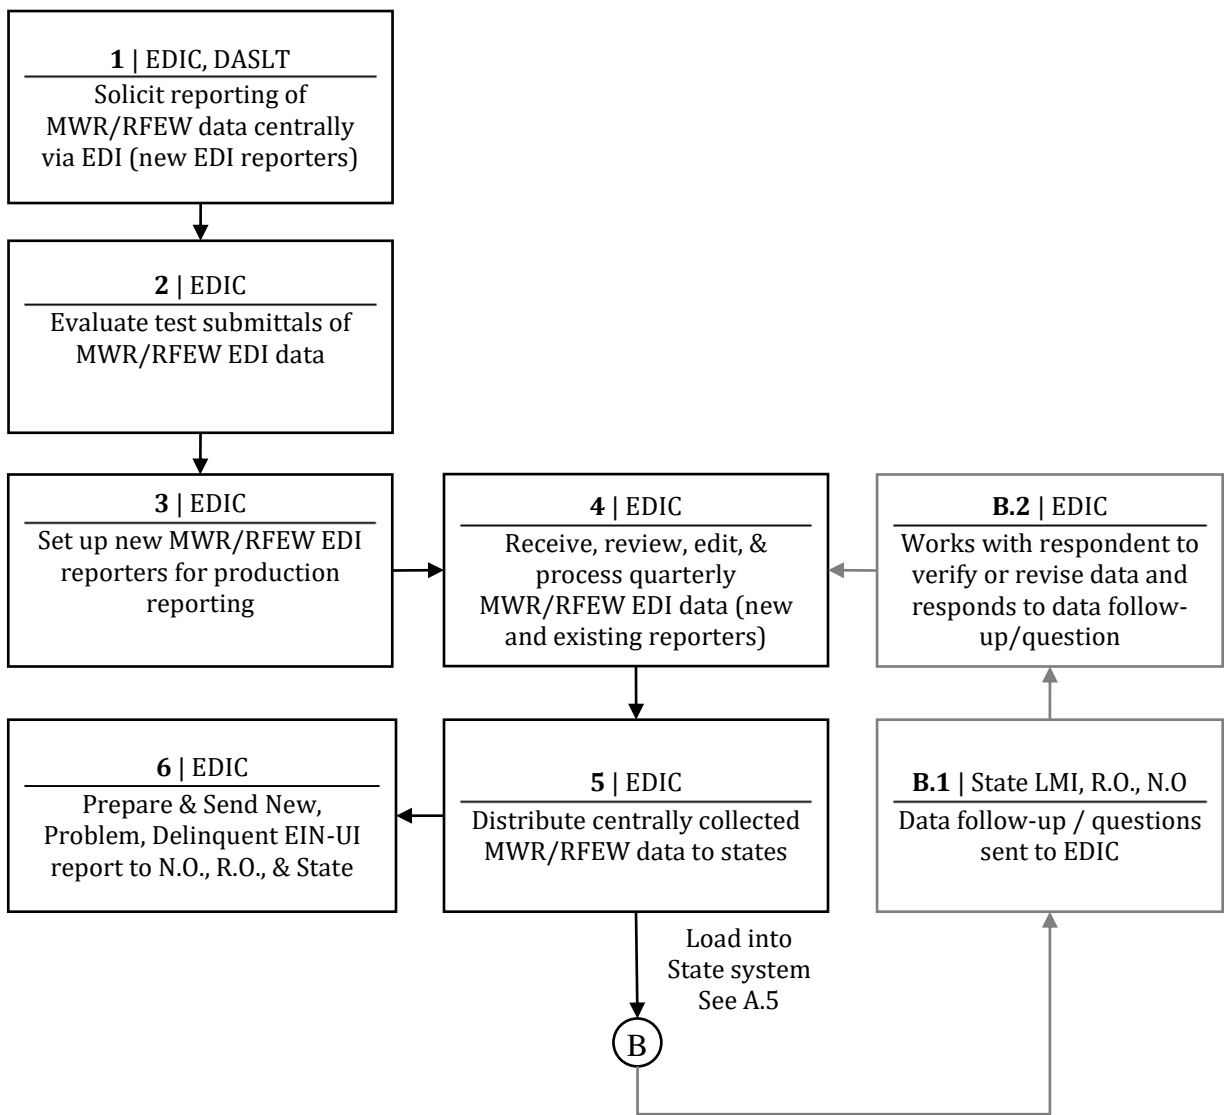 1 | EDIC, DASLT
Solicit reporting of
MWR/RFEW data centrally
via EDI (new EDI reporters)
2 | EDIC
Evaluate test submittals of
MWR/RFEW EDI data
3 | EDIC
Set up new MWR/RFEW EDI
reporters for production
reporting
4 | EDIC
Receive, review, edit, &
process quarterly
MWR/RFEW EDI data (new
and existing reporters)
B.2 | EDIC
Works with respondent to
verify or revise data and
responds to data follow-
up/question
6 | EDIC
Prepare & Send New,
Problem, Delinquent EIN-UI
report to N.O., R.O., & State
5 | EDIC
Distribute centrally collected
MWR/RFEW data to states
B.1 | State LMI, R.O., N.O
Data follow-up / questions
sent to EDIC
Load into
State system
See A.5
B